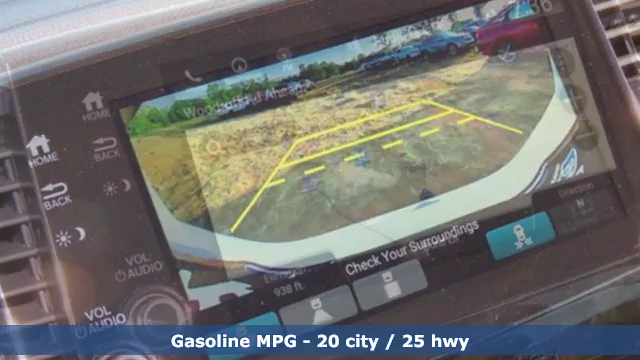 HOME
HOME
BACK
BACK
VOL
AUDIO
VOL
AUDIO
Direction
N
Check Your Surroundings
938 ft.
Gasoline MPG - 20 city / 25 hwy